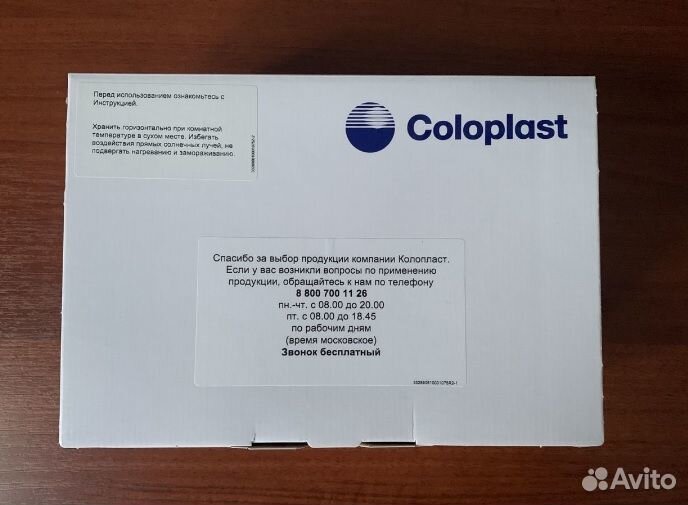 Перед использованием ознакомьтесь с
Инструкцией.
Хранить горизонтально при комнатной
температуре в сухом месте. Избегать
воздействия прямых солнечных лучей, не
подвергать нагреванию и замораживанию.
Coloplast
Спасибо за выбор продукции компании Колопласт.
Если у вас возникли вопросы по применению
продукции, обращайтесь к нам по телефону
8 800 700 11 26
пн.-чт. с 08.00 до 20.00
пт. с 08.00 до 18.45
по рабочим дням
(время московское)
Звонок бесплатный
Avito